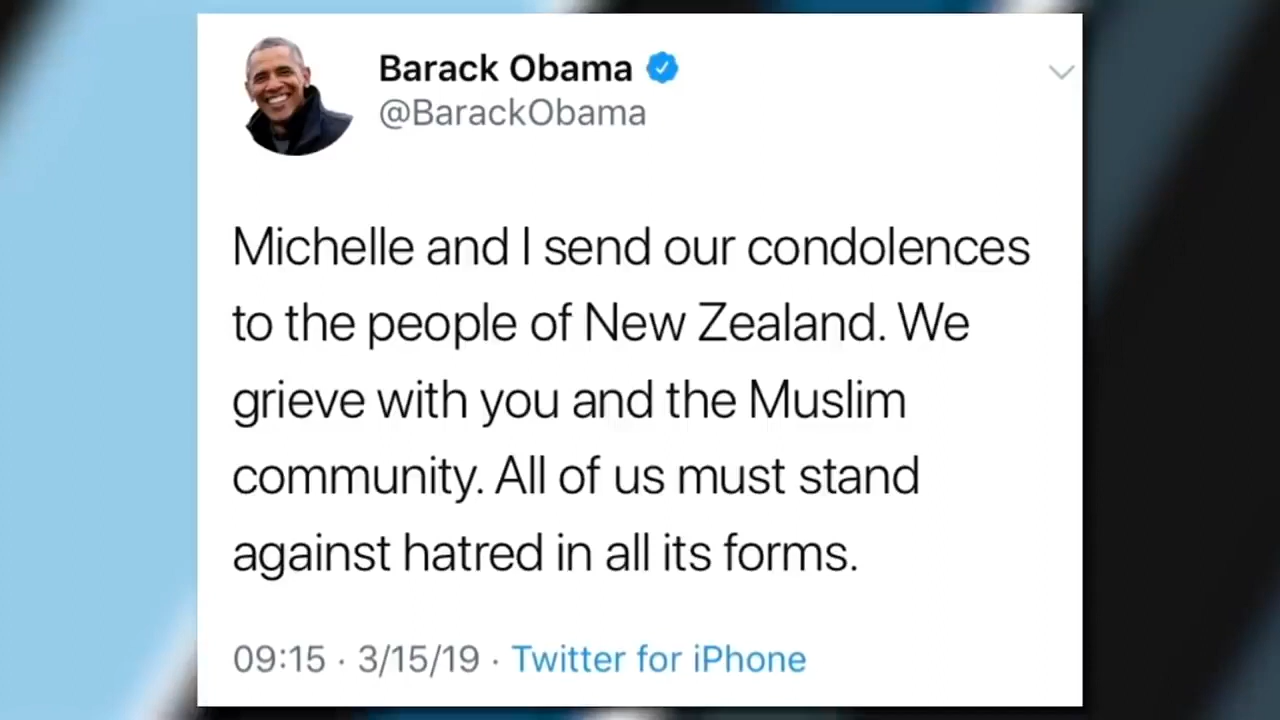 Barack Obama
@BarackObama
Michelle and I send our condolences
to the people of New Zealand. We
grieve with you and the Muslim
community. All of us must stand
against hatred in all its forms.
09:15 · 3/15/19 · Twitter for iPhone